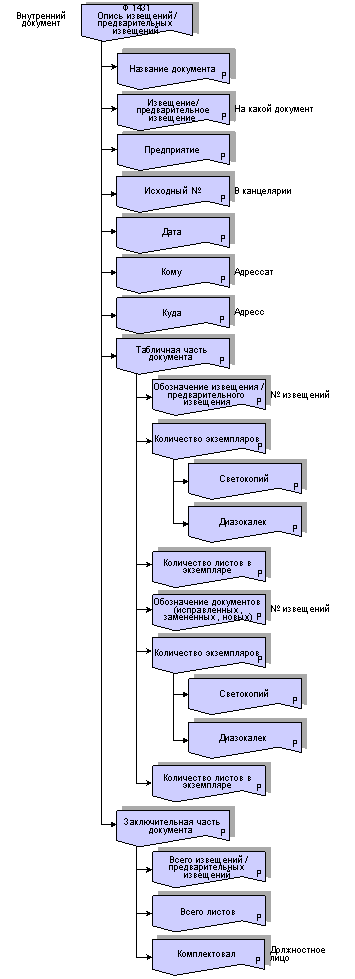 Внутренний
документ
Ф 1431
Опись извещений /
предварительных
извещений
Название документа
Р
Извещение/
предварительное
извещение
Р
На какой документ
Предприятие
Р
Исходный №
Р
В канцелярии
Дата
Р
Кому
Р
Адрессат
Куда
Р
Адресс
Табличная часть
документа
Р
Обозначение извещения /
предварительного
извещения
Р
№ извещений
Количество экземпляров
Р
Светокопий
Р
Диазокалек
Р
Количество листов в
экземпляре
Р
Обозначение документов
(исправленных ,
замененных , новых)
Р
№ извещений
Количество экземпляров
Р
Светокопий
Р
Диазокалек
Р
Количество листов в
экземпляре
Р
Заключительная часть
документа
Р
Всего извещений /
предварительных
извещений
Р
Всего листов
Р
Комплектовал
Р
Должностное
лицо